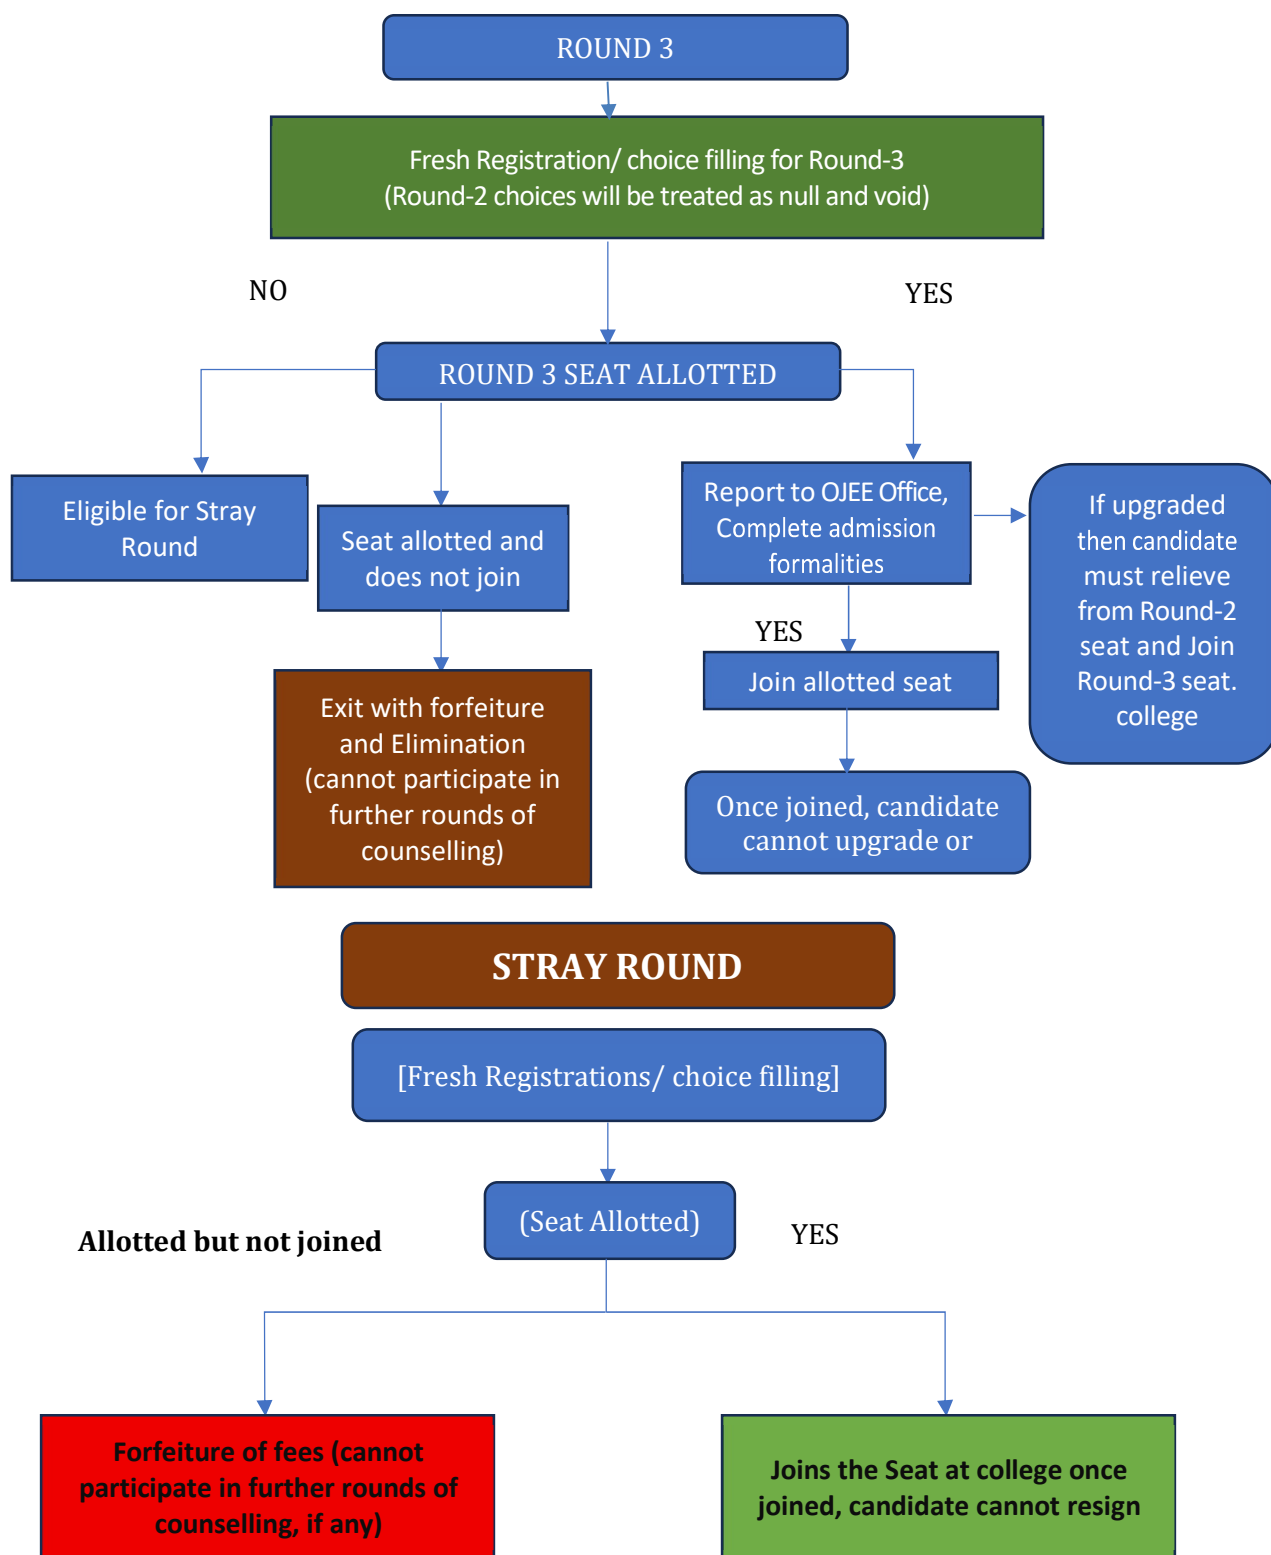 ROUND 3
Fresh Registration/ choice filling for Round-3
(Round-2 choices will be treated as null and void)
NO
YES
ROUND 3 SEAT ALLOTTED
Eligible for Stray
Round
Seat allotted and
does not join
Report to OJEE Office,
Complete admission
formalities
If upgraded
then candidate
must relieve
from Round-2
seat and Join
Round-3 seat.
college
YES
Join allotted seat
Exit with forfeiture
and Elimination
(cannot participate in
further rounds of
counselling)
Once joined, candidate
cannot upgrade or
STRAY ROUND
[Fresh Registrations/ choice filling]
(Seat Allotted)
Allotted but not joined
YES
Forfeiture of fees (cannot
participate in further rounds of
counselling, if any)
Joins the Seat at college once
joined, candidate cannot resign